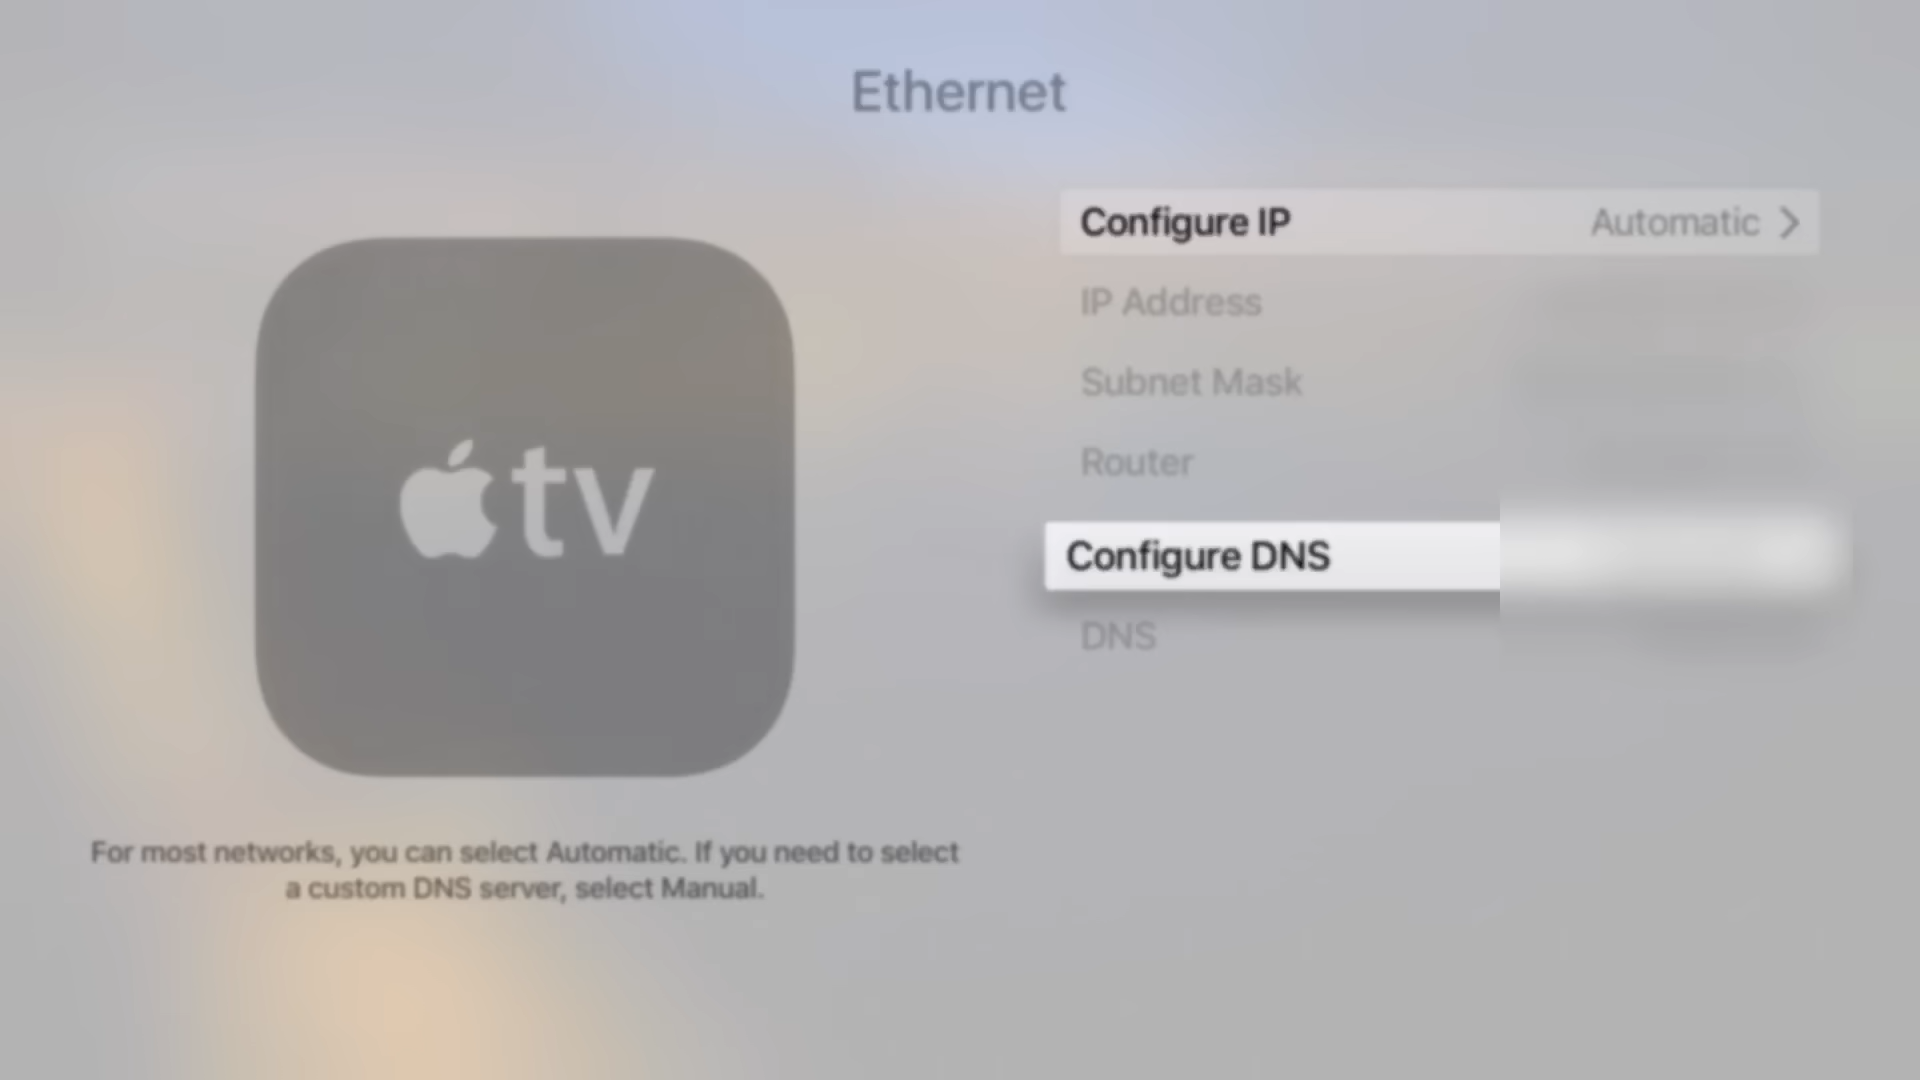 Ethernet
Configure IP Automatic
IP Address
Subnet Mask
Router
Configure DNS
DNS
tv
For most networks, you can select Automatic. If you need to select
a custom DNS server, select Manual.